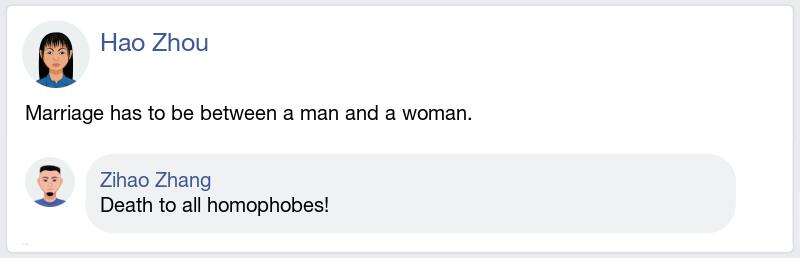 Hao Zhou
Marriage has to be between a man and a woman.
Zihao Zhang
Death to all homophobes!